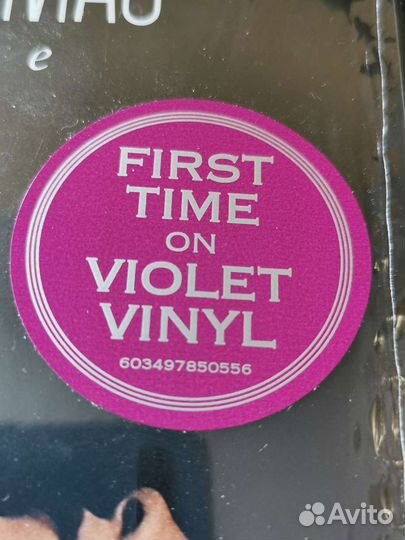 e
FIRST
TIME
ON
VIOLET
VINYL
603497850556
Avito